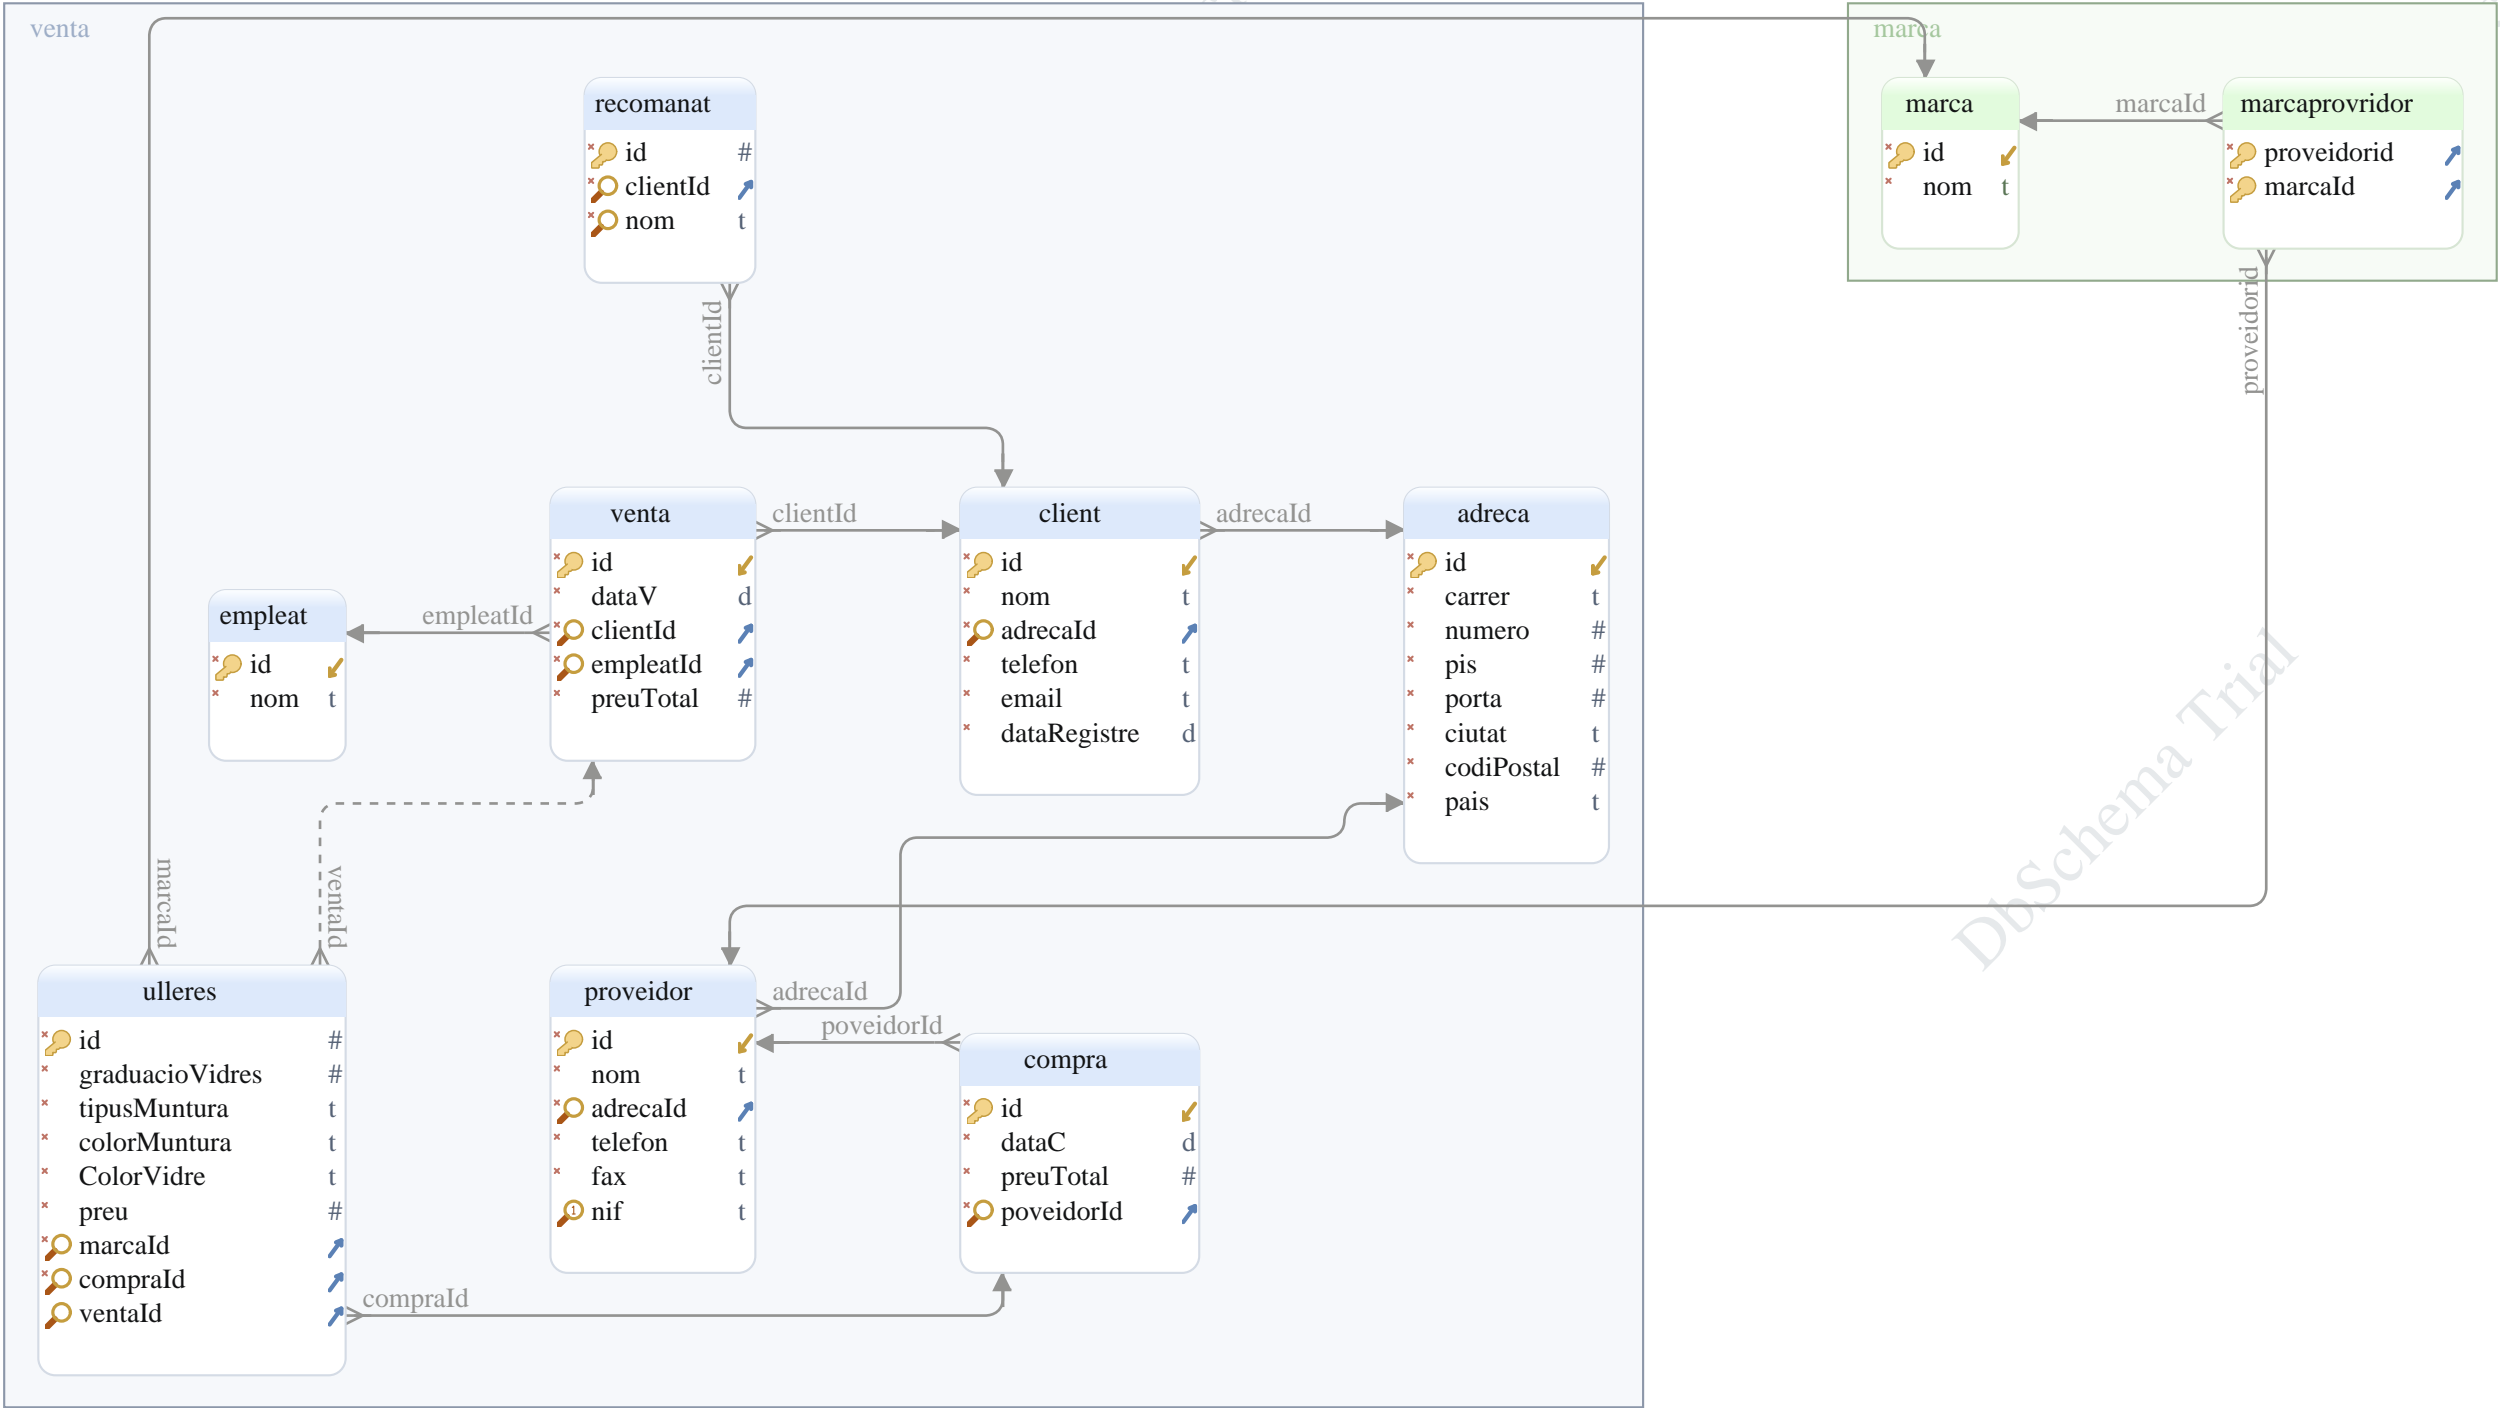 venta
marca
recomanat
id #
clientId
nom t
clientId
marca
id
nom t
marcaId
marcaprovridor
proveidorid
marcaId
proveidorid
venta
id
dataV d
clientId
empleatId
preuTotal #
clientId
client
id
nom t
adrecaId
telefon t
email t
dataRegistre d
adrecaId
adreca
id
carrer t
numero #
pis #
porta #
ciutat t
codiPostal #
pais t
empleat
id
nom t
empleatId
marcaId
ventaId
ulleres
id #
graduacioVidres #
tipusMuntura t
colorMuntura t
ColorVidre t
preu #
marcaId
compraId
ventaId
compraId
proveidor
id
nom t
adrecaId
telefon t
fax t
1 nif t
adrecaId
poveidorId
compra
id
dataC d
preuTotal #
poveidorId
DbSchema Trial